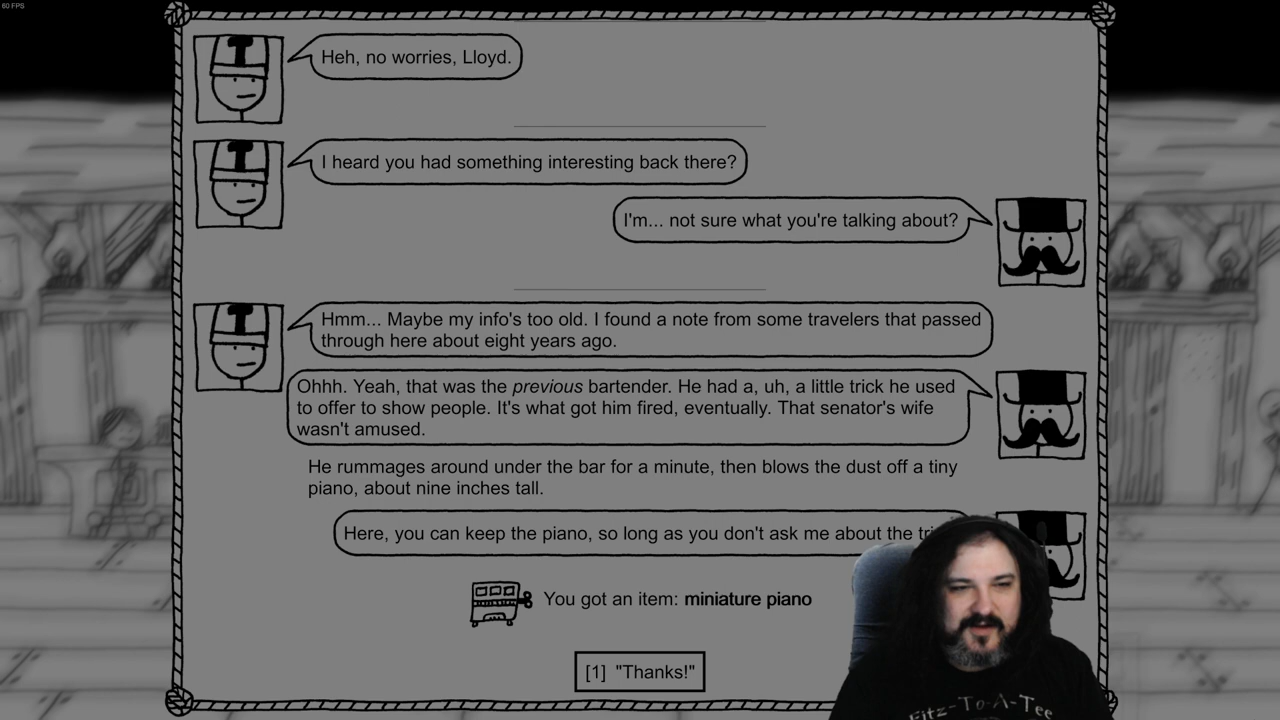 60 FPS
Heh, no worries, Lloyd.
I heard you had something interesting back there?
I'm... not sure what you're talking about?
Hmm... Maybe my info's too old. I found a note from some travelers that passed
through here about eight years ago.
Ohhh. Yeah, that was the previous bartender. He had a, uh, a little trick he used
to offer to show people. It's what got him fired, eventually. That senator's wife
wasn't amused.
He rummages around under the bar for a minute, then blows the dust off a tiny
piano, about nine inches tall.
Here, you can keep the piano, so long as you don't ask me about the
You got an item: miniature piano
[1] "Thanks!"
Fitz-To-A-Tee